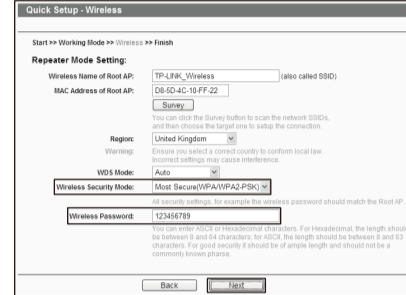 Quick Setup - Wireless
Start >> Working Mode >> Wireless >> Finish
Repeater Mode Setting:
Wireless Name of Root AP: TP-LINK_Wireless (also called SSID)
MAC Address of Root AP: D8-5D-4C-10-FF-22
Survey
You can click the Survey button to scan the network SSIDs,
and then choose the target one to setup the connection.
Region: United Kingdom
Warning: Ensure you select a correct country to conform local law.
Incorrect settings may cause interference.
WDS Mode: Auto
Wireless Security Mode: Most Secure(WPA/WPA2-PSK)
All security settings, for example the wireless password should match the Root AP.
Wireless Password: 123456789
You can enter ASCII or Hexadecimal characters. For Hexadecimal, the length should
be between 8 and 64 characters; for ASCII, the length should be between 8 and 63
characters. For good security it should be of ample length and should not be a
commonly known phrase.
Back Next